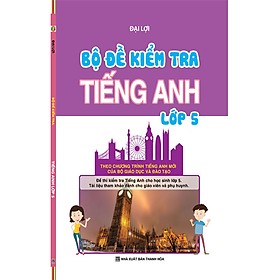 ĐẠI LỢI
BỘ ĐỀ KIỂM TRA
TIẾNG ANH
LỚP 5
THEO CHƯƠNG TRÌNH TIẾNG ANH MỚI
CỦA BỘ GIÁO DỤC VÀ ĐÀO TẠO
Đề thi kiểm tra Tiếng Anh cho học sinh lớp 5.
Tài liệu tham khảo dành cho giáo viên và phụ huynh.
NHÀ XUẤT BẢN THANH HÓA